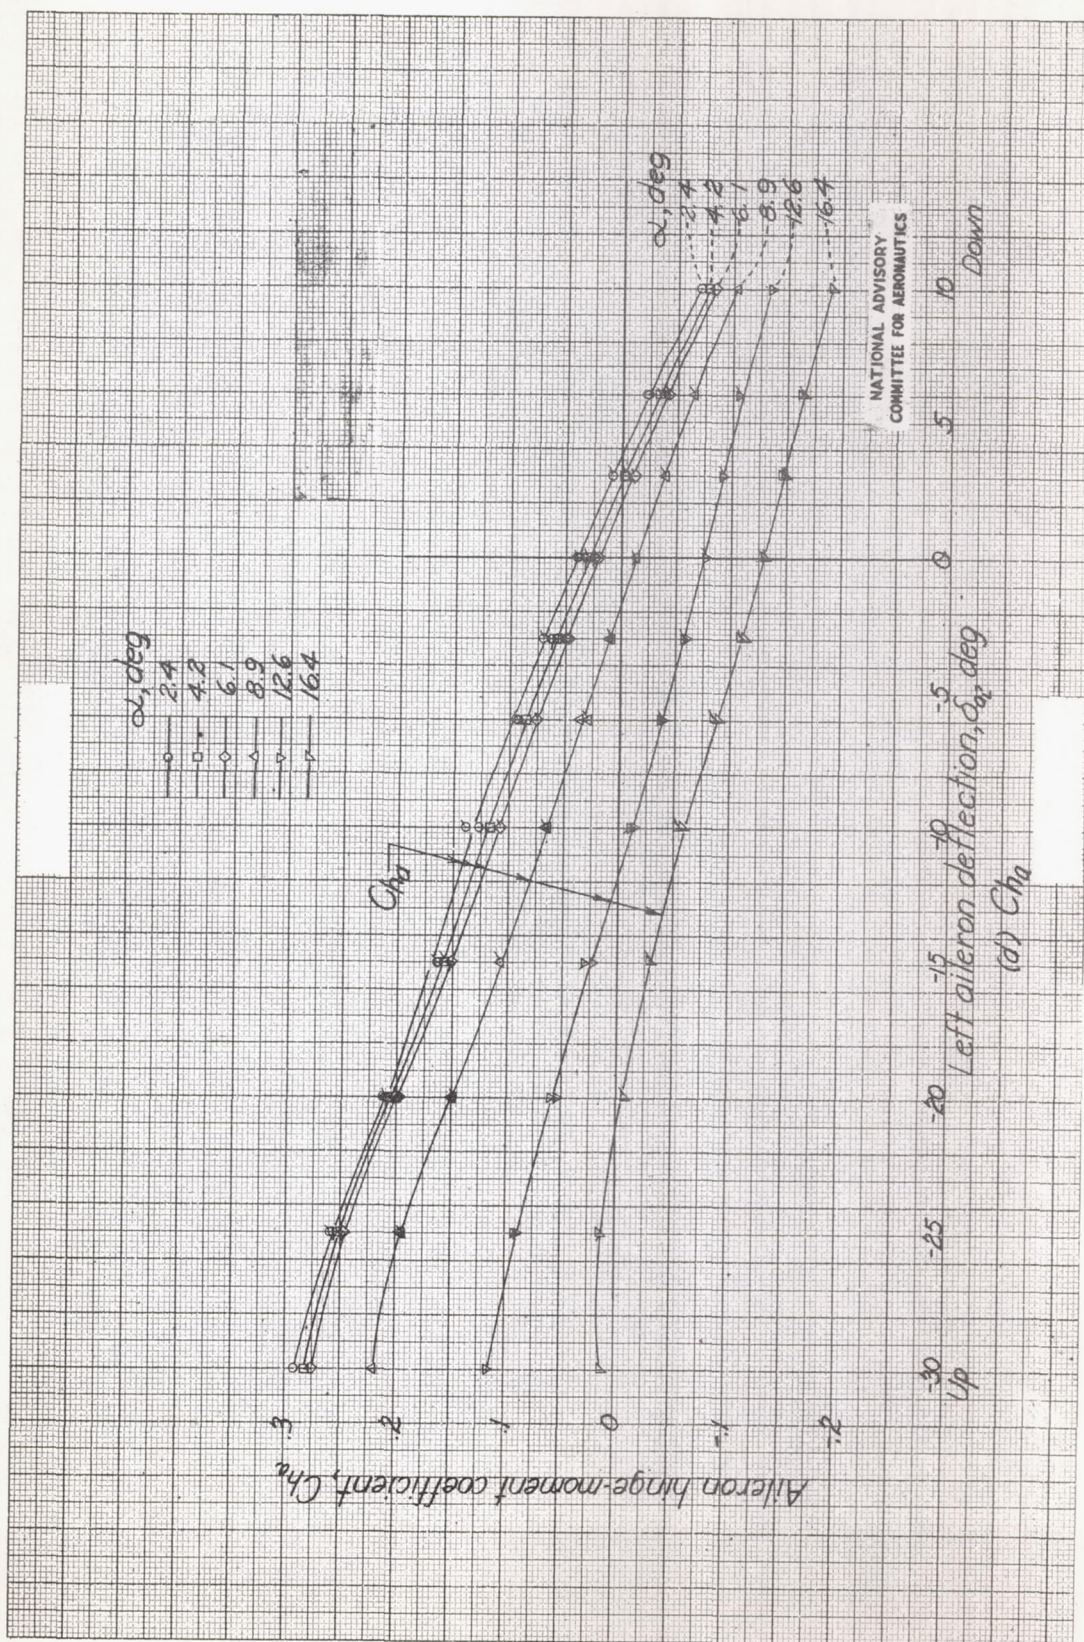 α, deg
2.4
4.2
6.1
8.9
12.6
16.4
Cha
α, deg
2.4
4.2
6.1
8.9
12.6
16.4
NATIONAL ADVISORY
COMMITTEE FOR AERONAUTICS
Aileron hinge-moment coefficient, Cha
.3
.2
.1
0
-.1
-.2
-30
-25
-20
-15
-10
-5
0
5
10
Up
Down
Left aileron deflection, deg
(d) Cha